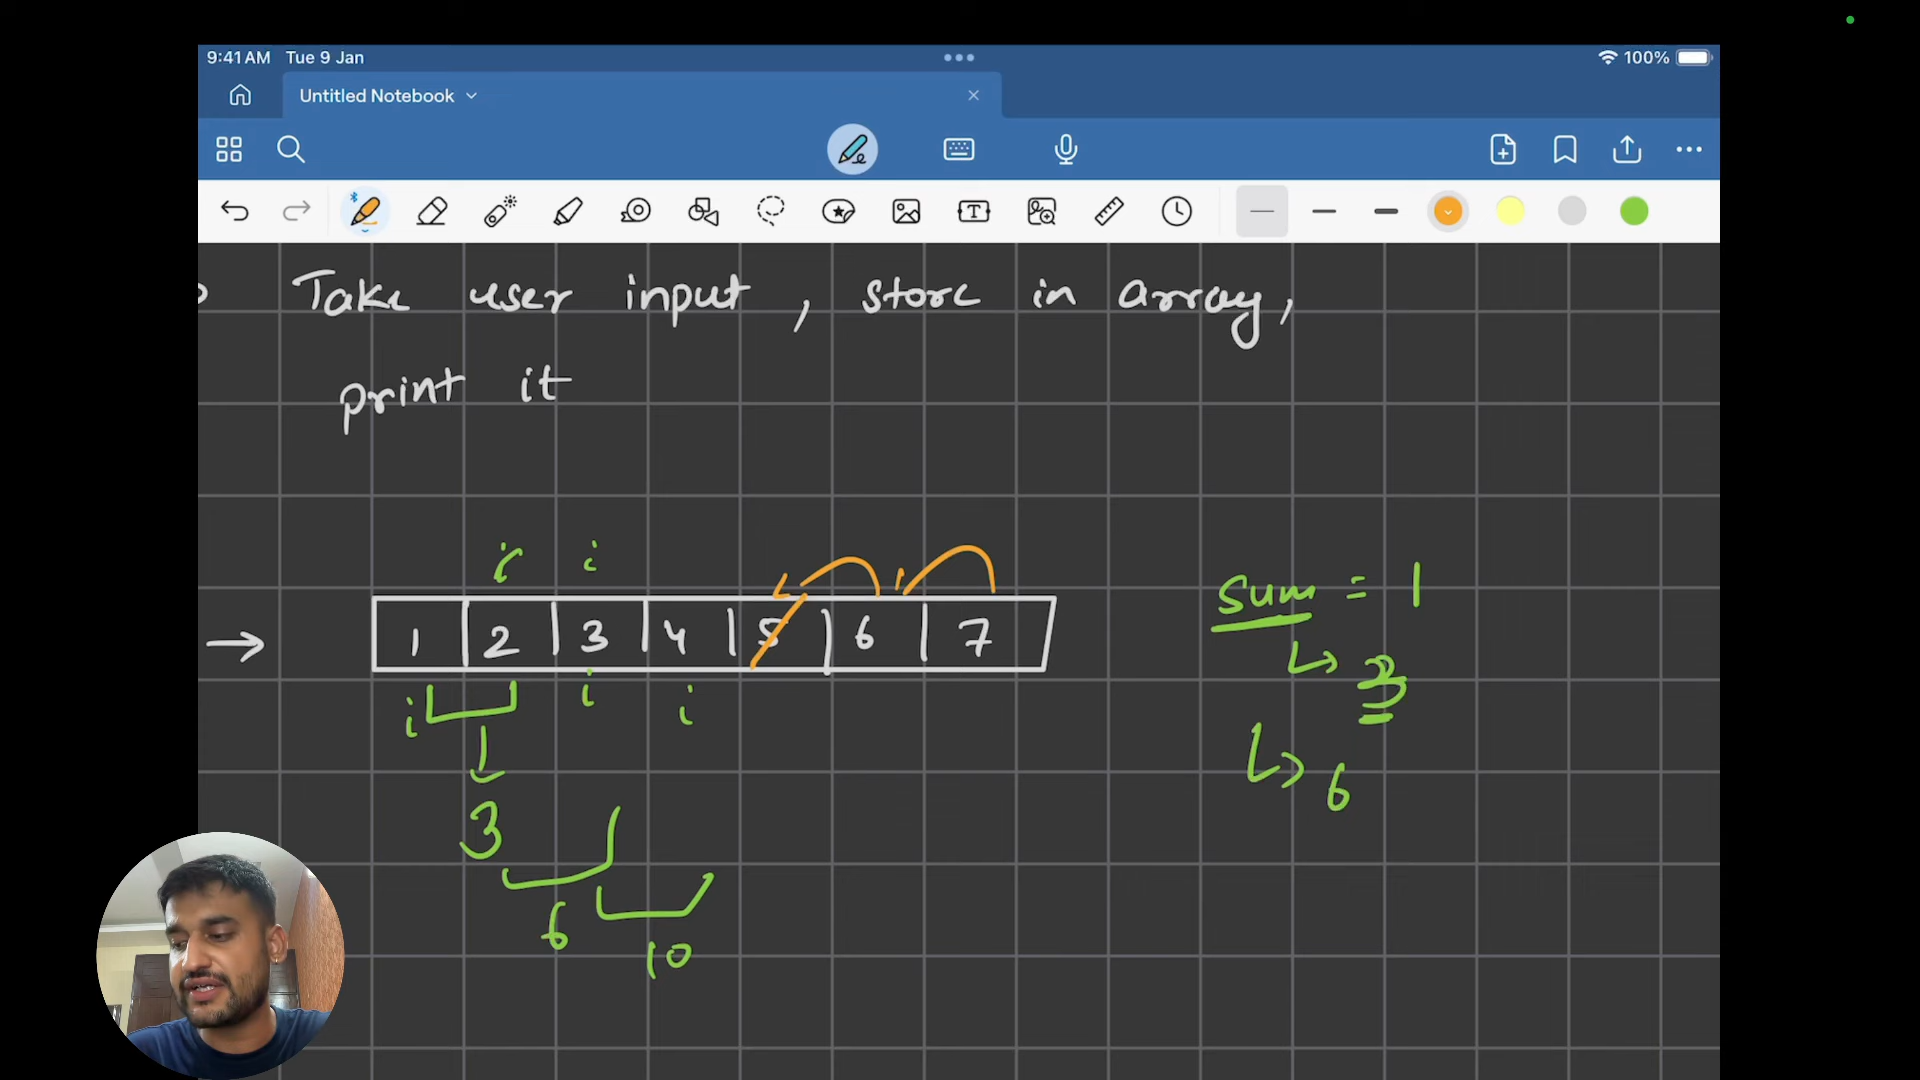 9:41 AM Tue 9 Jan
100%
Untitled Notebook
Take user input, store in array,
print it
i i
1 2 3 4 5 6 7
i i i
3
6
10
sum = 1
6